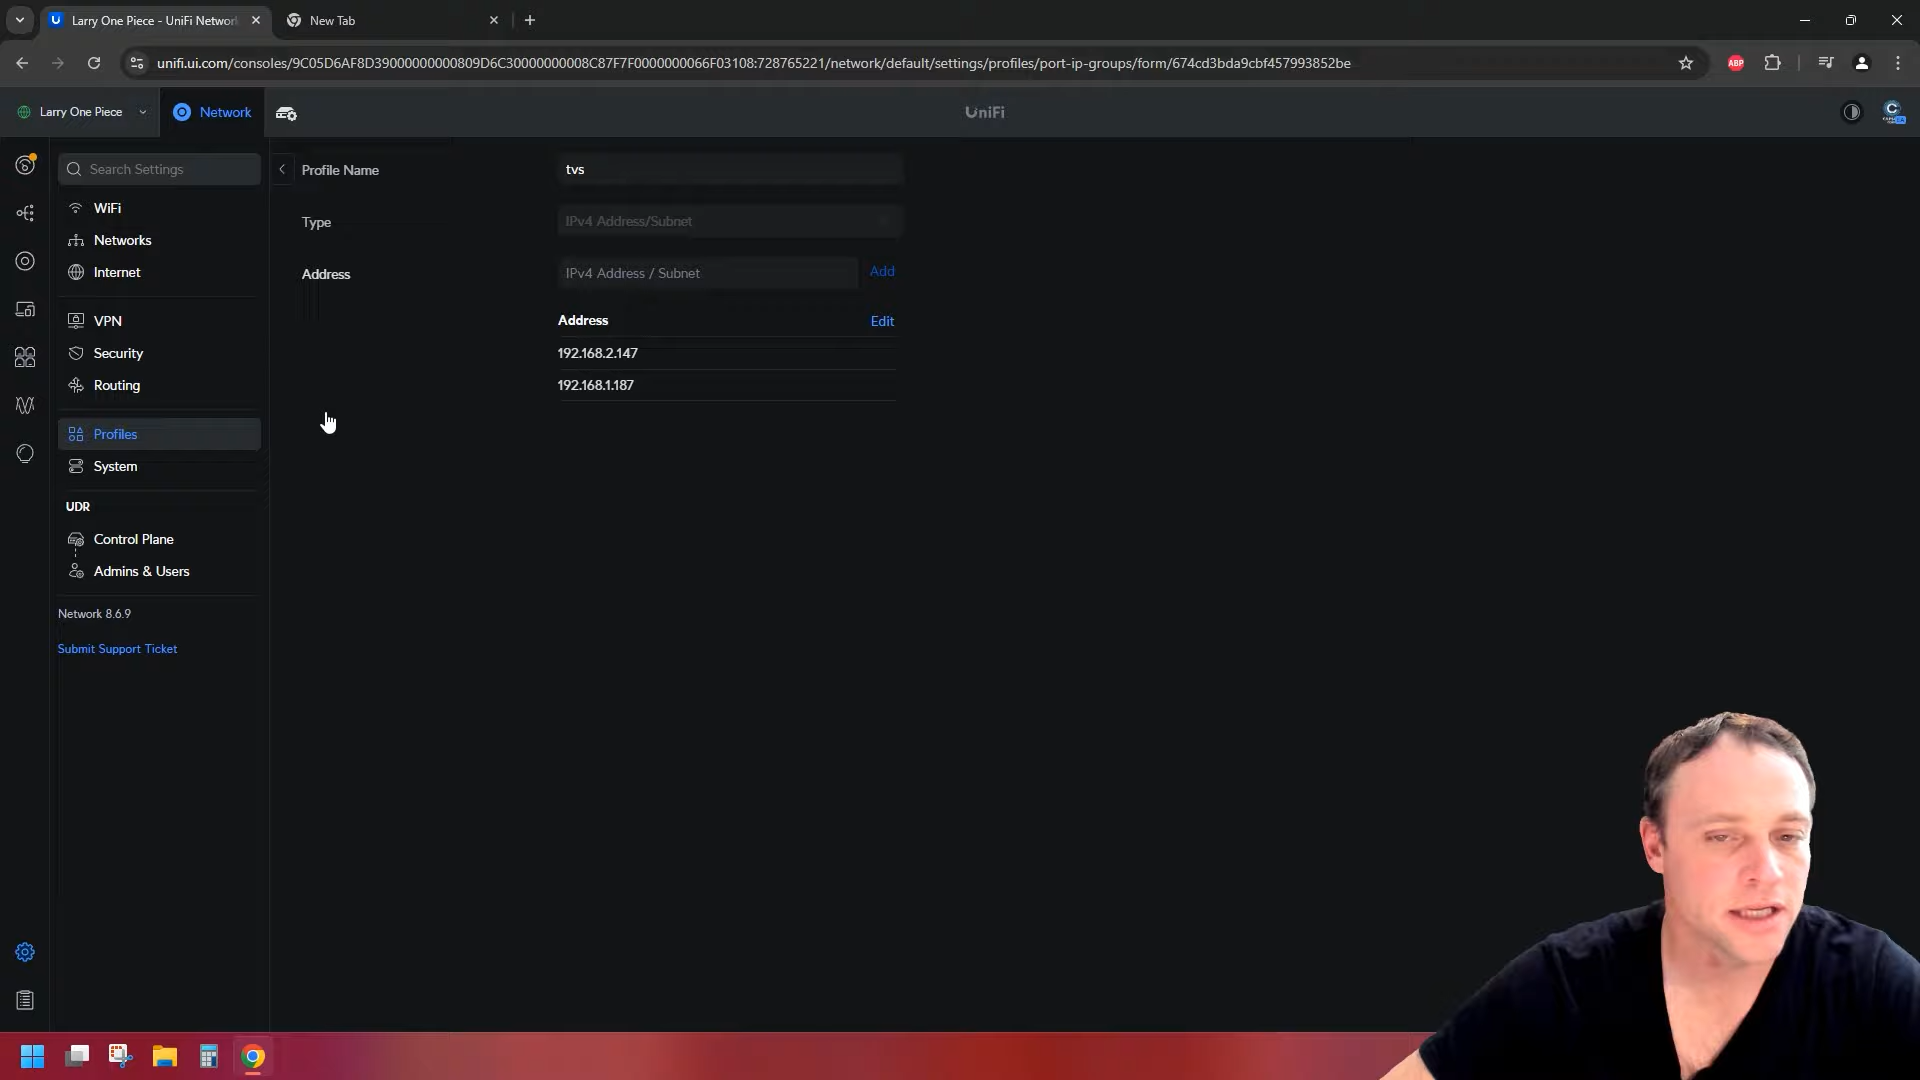 Larry One Piece - UniFi Networ
New Tab
unifi.ui.com/consoles/9C05D6AF8D39000000000809D6C30000000008C87F7F0000000066F03108:728765221/network/default/settings/profiles/port-ip-groups/form/674cd3bda9cbf457993852be
ABP
Larry One Piece
Network
UniFi
Search Settings
Profile Name
tvs
WiFi
Type
IPv4 Address/Subnet
Networks
Internet
Address
IPv4 Address / Subnet
Add
VPN
Address
Edit
Security
192.168.2.147
Routing
192.168.1.187
Profiles
System
UDR
Control Plane
Admins & Users
Network 8.6.9
Submit Support Ticket